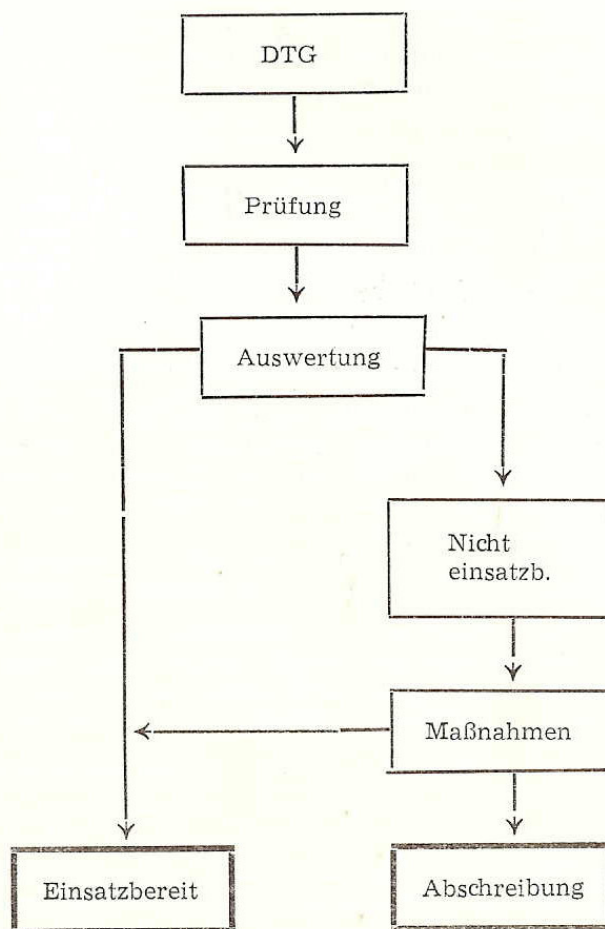 DTG
Prüfung
Auswertung
Nicht
einsatzb.
Maßnahmen
Einsatzbereit
Abschreibung